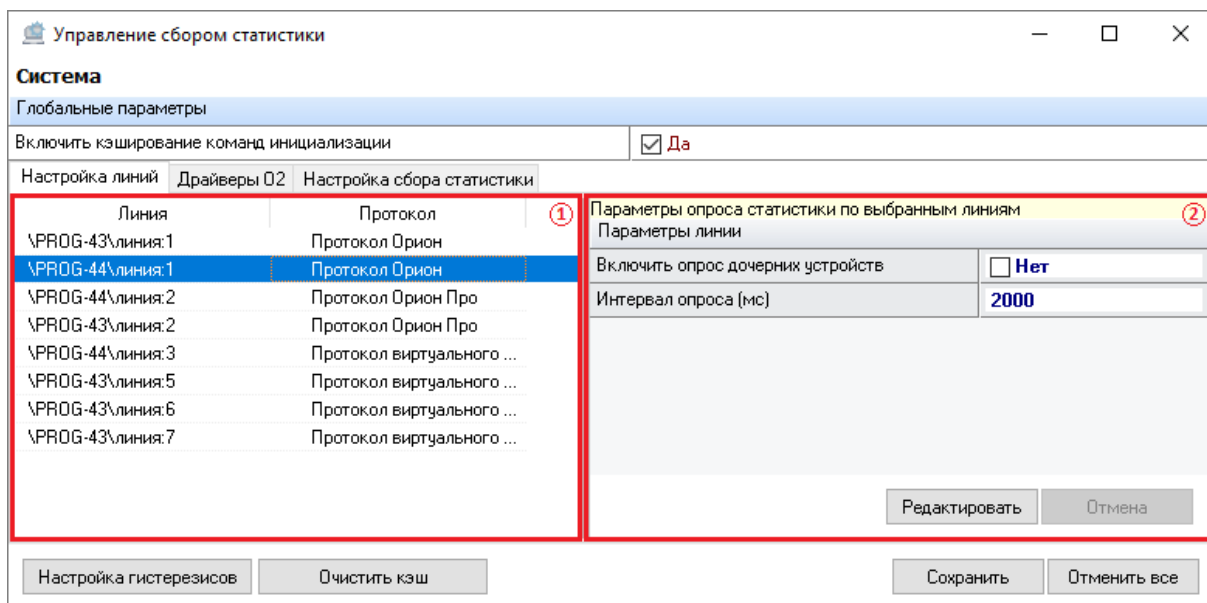 Управление сбором статистики
Система
Глобальные параметры
Включить кэширование команд инициализации Да
Настройка линий Драйверы О2 Настройка сбора статистики
Линия Протокол ①
\PROG-43\линия:1 Протокол Орион
\PROG-44\линия:1 Протокол Орион
\PROG-44\линия:2 Протокол Орион Про
\PROG-43\линия:2 Протокол Орион Про
\PROG-44\линия:3 Протокол виртуального ...
\PROG-43\линия:5 Протокол виртуального ...
\PROG-43\линия:6 Протокол виртуального ...
\PROG-43\линия:7 Протокол виртуального ...
Параметры опроса статистики по выбранным линиям ②
Параметры линии
Включить опрос дочерних устройств Нет
Интервал опроса (мс) 2000
Редактировать Отмена
Настройка гистерезисов Очистить кэш Сохранить Отменить все